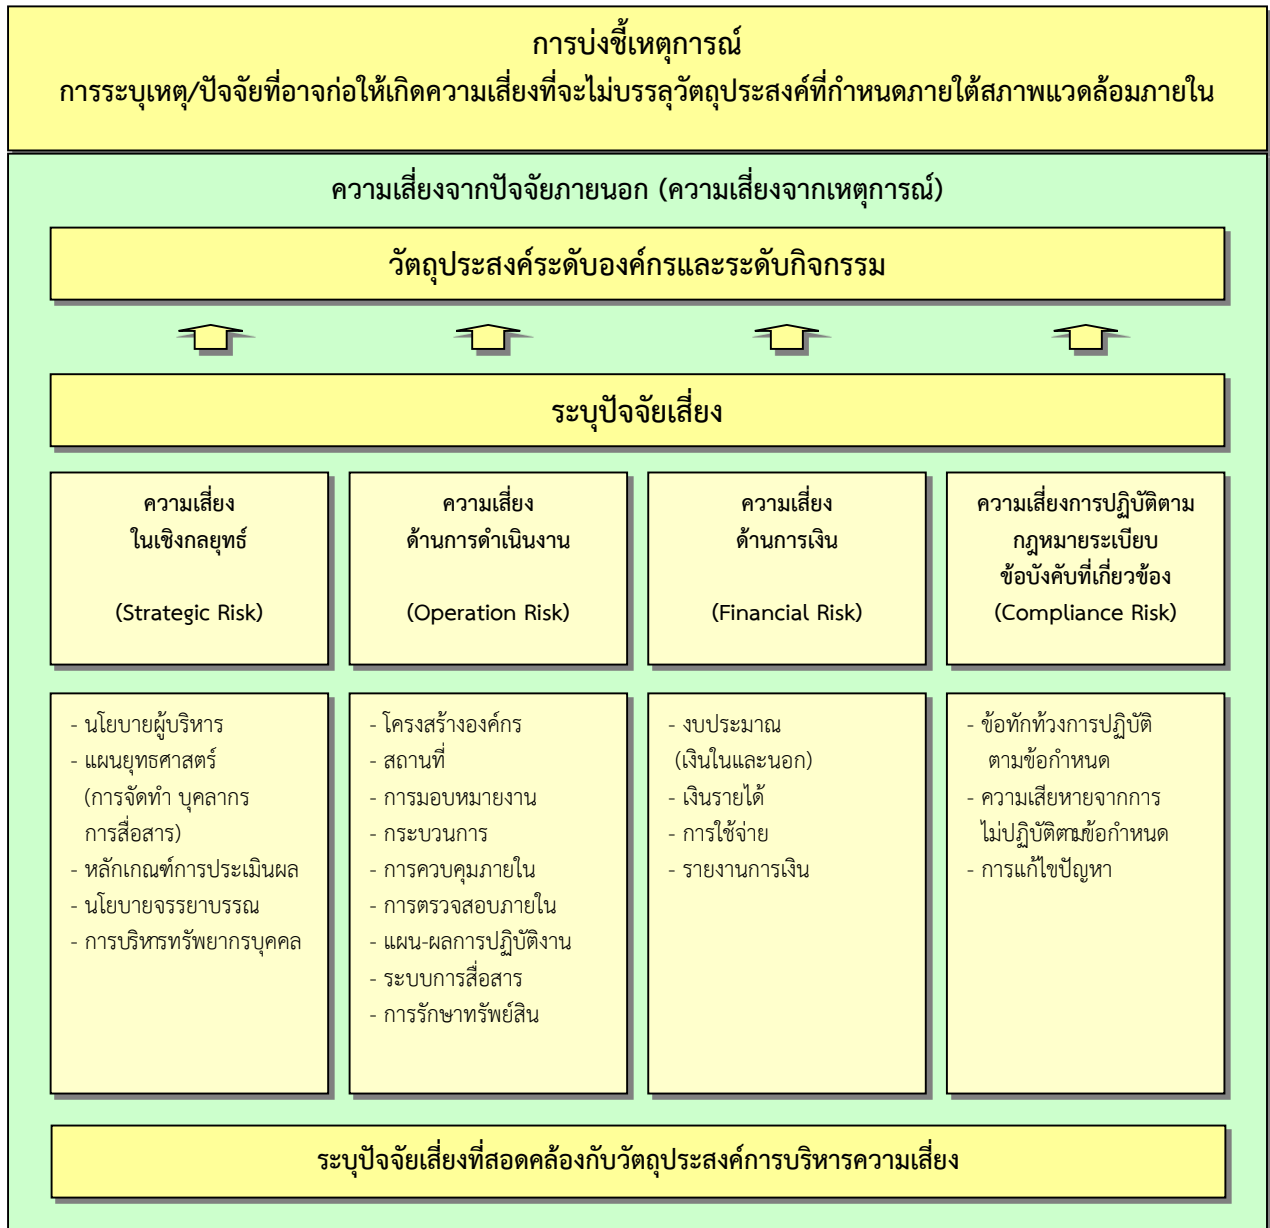 การบ่งชี้เหตุการณ์
การระบุเหตุ/ปัจจัยที่อาจก่อให้เกิดความเสี่ยงที่จะไม่บรรลุวัตถุประสงค์ที่กำหนดภายใต้สภาพแวดล้อมภายใน
ความเสี่ยงจากปัจจัยภายนอก (ความเสี่ยงจากเหตุการณ์)
วัตถุประสงค์ระดับองค์กรและระดับกิจกรรม
ระบุปัจจัยเสี่ยง
ความเสี่ยง
ในเชิงกลยุทธ์
(Strategic Risk)
ความเสี่ยง
ด้านการดำเนินงาน
(Operation Risk)
ความเสี่ยง
ด้านการเงิน
(Financial Risk)
ความเสี่ยงการปฏิบัติตาม
กฎหมายระเบียบ
ข้อบังคับที่เกี่ยวข้อง
(Compliance Risk)
- นโยบายผู้บริหาร
- แผนยุทธศาสตร์
(การจัดทำ บุคลากร
การสื่อสาร)
- หลักเกณฑ์การประเมินผล
- นโยบายจรรยาบรรณ
- การบริหารทรัพยากรบุคคล
- โครงสร้างองค์กร
- สถานที่
- การมอบหมายงาน
- กระบวนการ
- การควบคุมภายใน
- การตรวจสอบภายใน
- แผน-ผลการปฏิบัติงาน
- ระบบการสื่อสาร
- การรักษาทรัพย์สิน
- งบประมาณ
(เงินในและนอก)
- เงินรายได้
- การใช้จ่าย
- รายงานการเงิน
- ข้อทักท้วงการปฏิบัติ
ตามข้อกำหนด
- ความเสียหายจากการ
ไม่ปฏิบัติตามข้อกำหนด
- การแก้ไขปัญหา
ระบุปัจจัยเสี่ยงที่สอดคล้องกับวัตถุประสงค์การบริหารความเสี่ยง